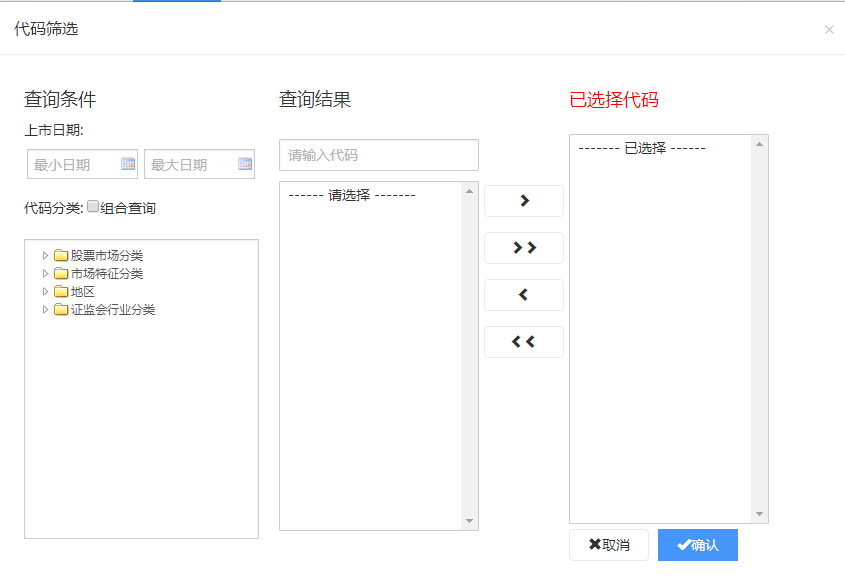 代码筛选
×
查询条件
查询结果
已选择代码
上市日期:
最小日期
最大日期
代码分类:
组合查询
股票市场分类
市场特征分类
地区
证监会行业分类
请输入代码
------ 请选择 -------
------- 已选择 ------
取消
确认